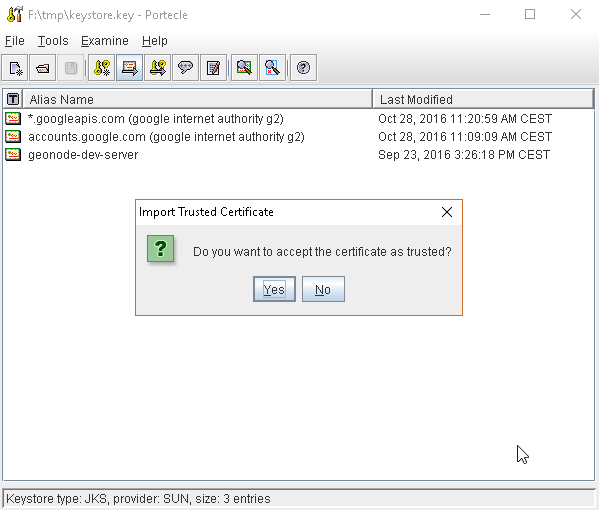 F:\tmp\keystore.key - Portecle
File Tools Examine Help
T Alias Name Last Modified
*.googleapis.com (google internet authority g2) Oct 28, 2016 11:20:59 AM CEST
accounts.google.com (google internet authority g2) Oct 28, 2016 11:09:09 AM CEST
geonode-dev-server Sep 23, 2016 3:26:18 PM CEST
Import Trusted Certificate
? Do you want to accept the certificate as trusted?
Yes No
Keystore type: JKS, provider: SUN, size: 3 entries